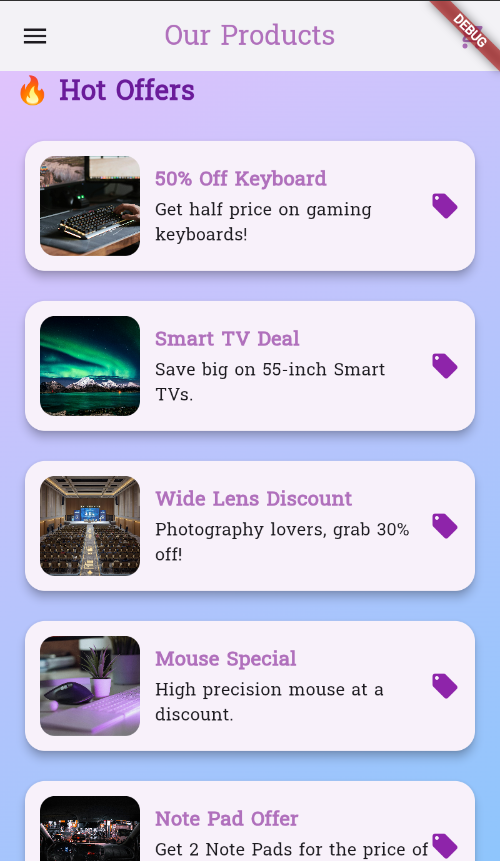 Our Products
DEBUG
🔥 Hot Offers
50% Off Keyboard
Get half price on gaming
keyboards!
Smart TV Deal
Save big on 55-inch Smart
TVs.
Wide Lens Discount
Photography lovers, grab 30%
off!
Mouse Special
High precision mouse at a
discount.
Note Pad Offer
Get 2 Note Pads for the price of